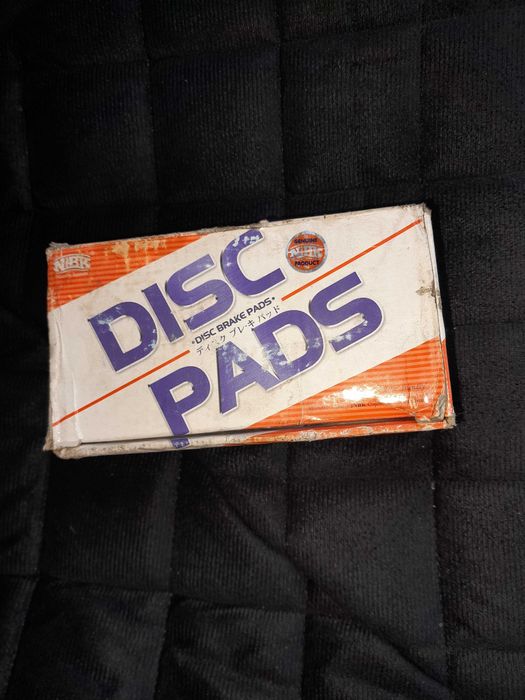 NiBK
GENUINE
NiBK
PRODUCT
DISC
•DISC BRAKE PADS•
ディスク ブレーキ パッド
PADS